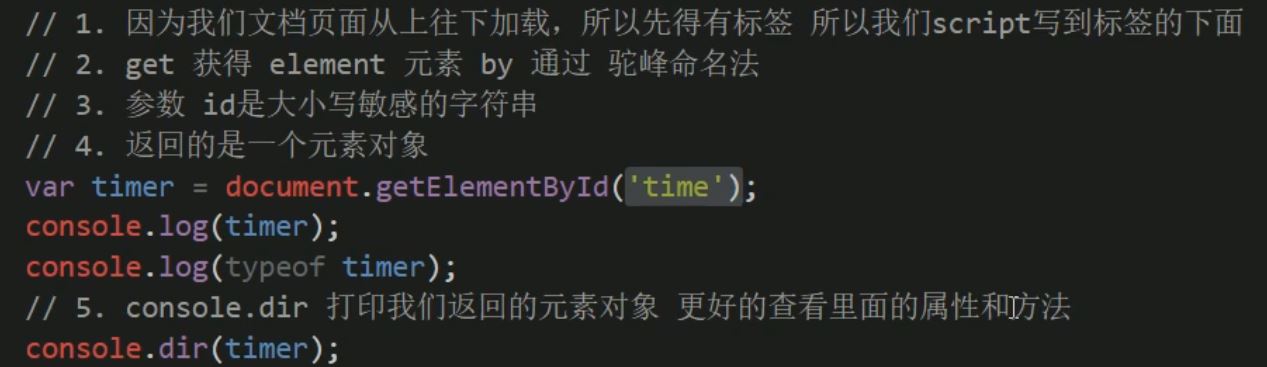 // 1. 因为我们文档页面从上往下加载，所以先得有标签 所以我们script写到标签的下面
// 2. get 获得 element 元素 by 通过 驼峰命名法
// 3. 参数 id是大小写敏感的字符串
// 4. 返回的是一个元素对象
var timer = document.getElementById('time');
console.log(timer);
console.log(typeof timer);
// 5. console.dir 打印我们返回的元素对象 更好的查看里面的属性和方法
console.dir(timer);